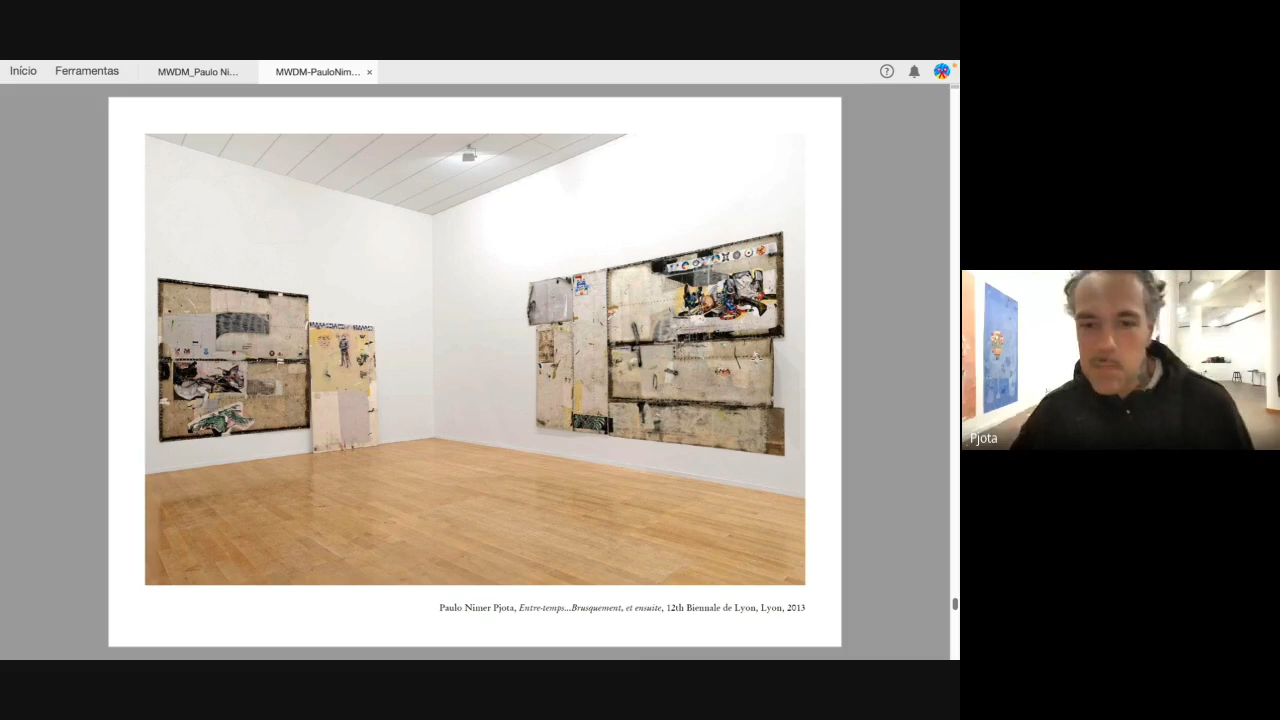 Início Ferramentas MWDM_Paulo Ni... MWDM-PauloNim... ×
Paulo Nimer Pjota, Entre-temps...Brusquement, et ensuite, 12th Biennale de Lyon, Lyon, 2013
Pjota